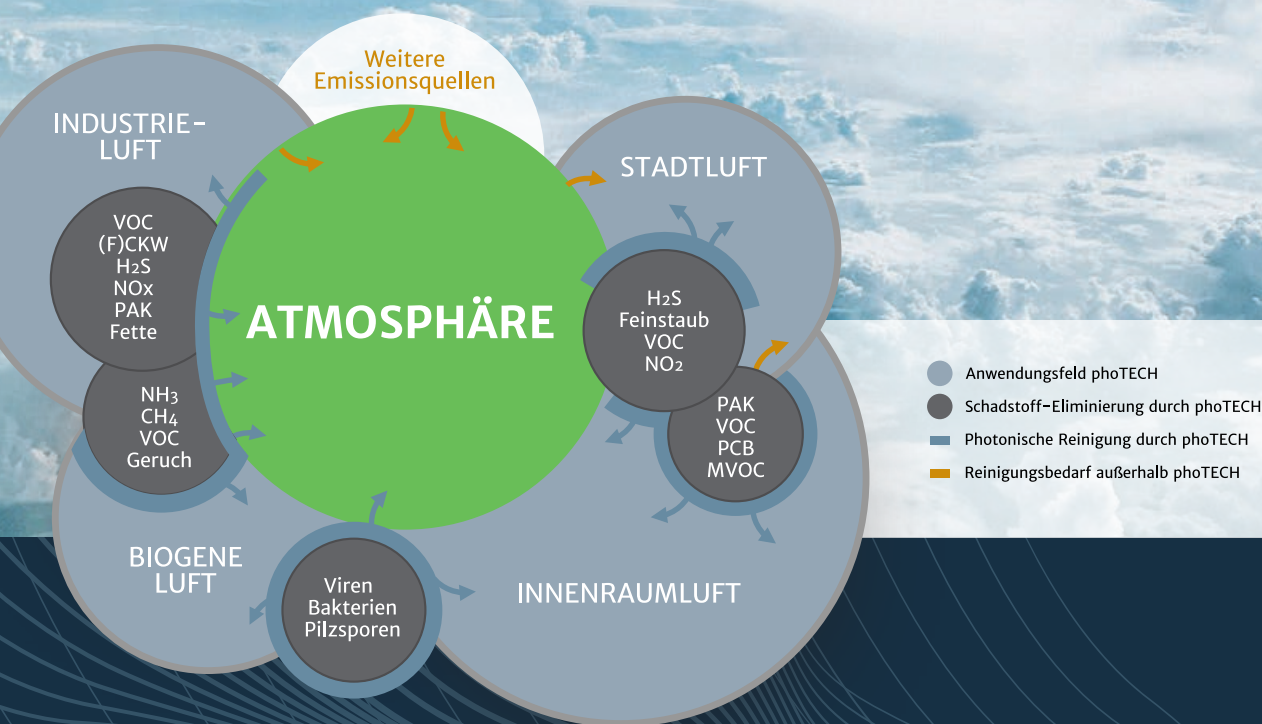 Weitere
Emissionsquellen
INDUSTRIE-
LUFT
STADTLUFT
VOC
(F)CKW
H₂S
NOx
PAK
Fette
ATMOSPHÄRE
H₂S
Feinstaub
VOC
NO₂
NH₃
CH₄
VOC
Geruch
PAK
VOC
PCB
MVOC
BIOGENE
LUFT
Viren
Bakterien
Pilzsporen
INNENRAUMLUFT
Anwendungsfeld phoTECH
Schadstoff-Eliminierung durch phoTECH
Photonische Reinigung durch phoTECH
Reinigungsbedarf außerhalb phoTECH